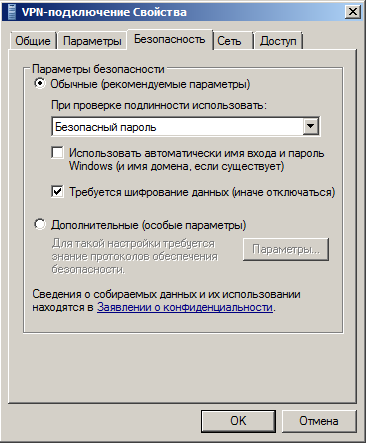 VPN-подключение Свойства
Общие Параметры Безопасность Сеть Доступ
Параметры безопасности
Обычные (рекомендуемые параметры)
При проверке подлинности использовать:
Безопасный пароль
Использовать автоматически имя входа и пароль
Windows (и имя домена, если существует)
Требуется шифрование данных (иначе отключаться)
Дополнительные (особые параметры)
Для такой настройки требуется
знание протоколов обеспечения
безопасности.
Параметры...
Сведения о собираемых данных и их использовании
находятся в Заявлении о конфиденциальности.
OK Отмена